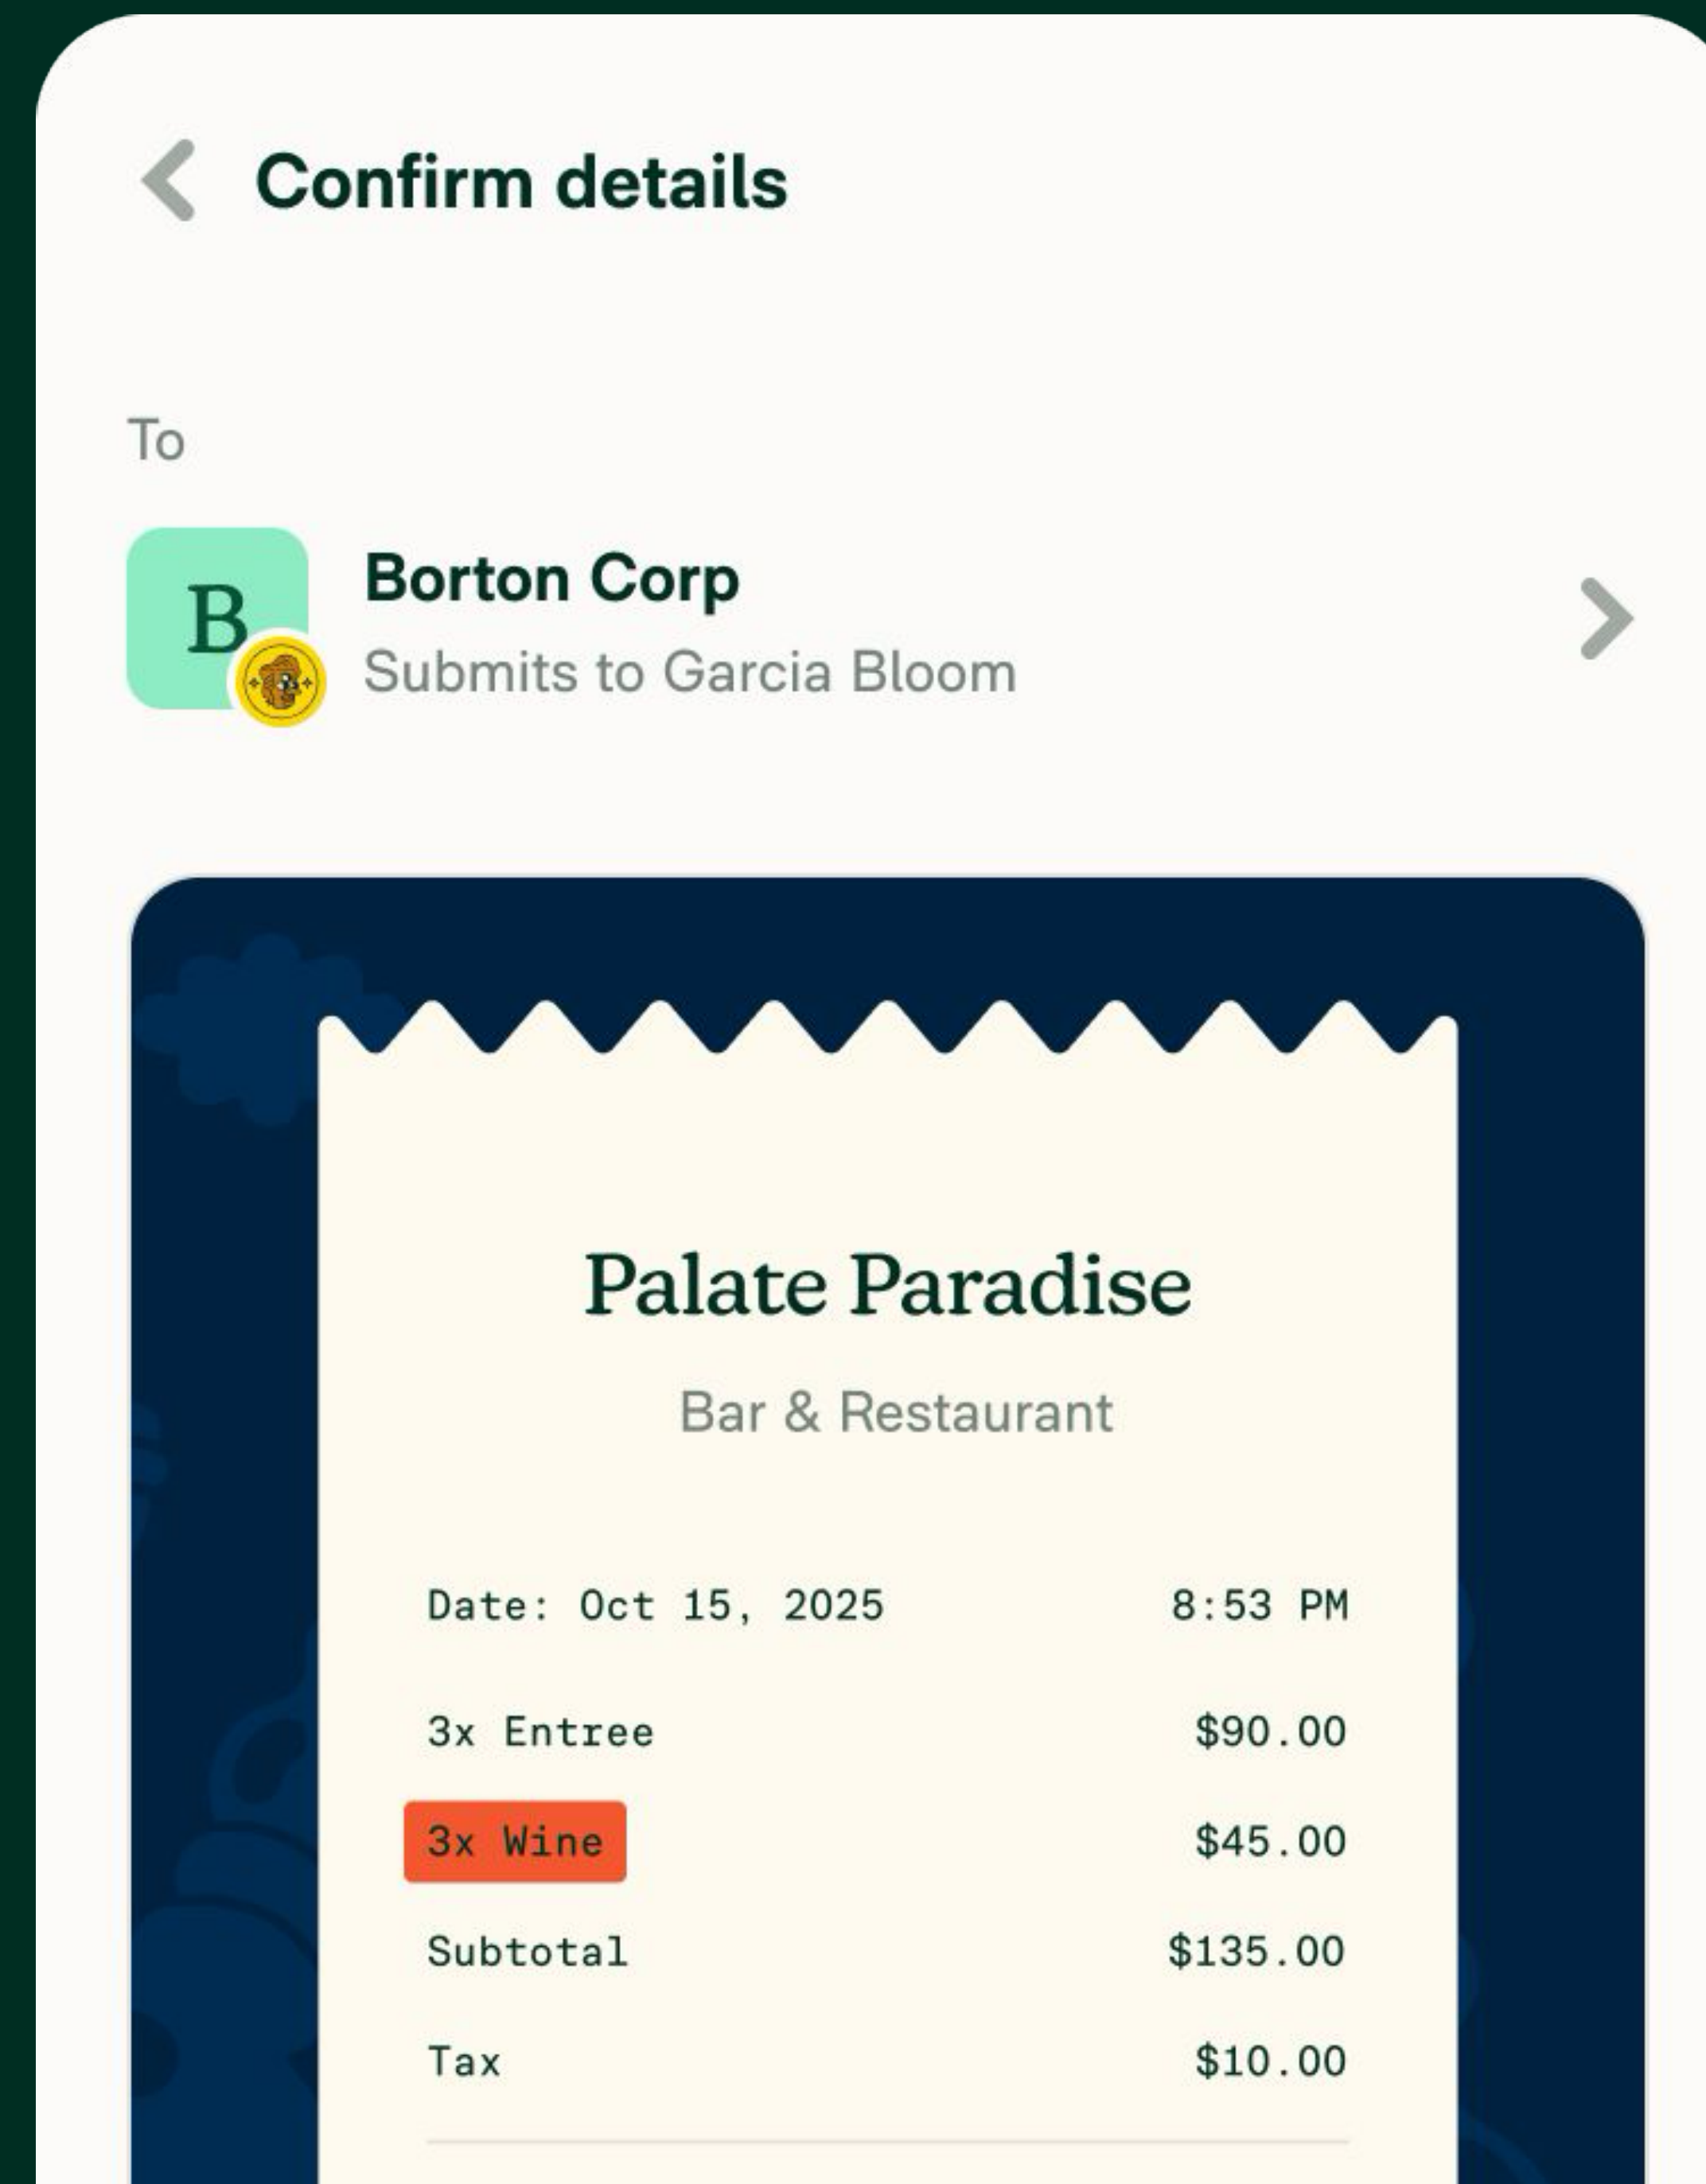 Confirm details
To
B
Borton Corp
Submits to Garcia Bloom
Palate Paradise
Bar & Restaurant
Date: Oct 15, 2025 8:53 PM
3x Entree $90.00
3x Wine $45.00
Subtotal $135.00
Tax $10.00